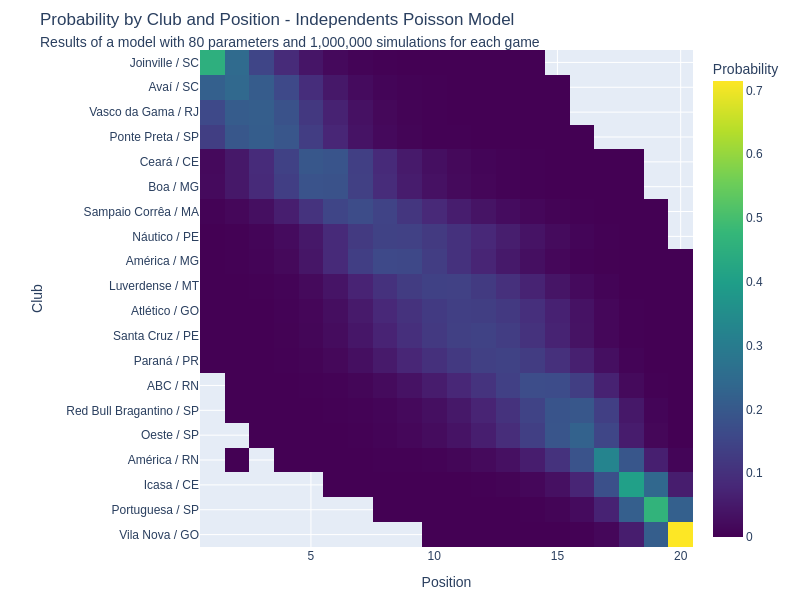 Probability by Club and Position - Independents Poisson Model
Results of a model with 80 parameters and 1,000,000 simulations for each game
Probability
Joinville / SC
Avaí / SC
Vasco da Gama / RJ
Ponte Preta / SP
Ceará / CE
Boa / MG
Sampaio Corrêa / MA
Náutico / PE
América / MG
Luverdense / MT
Atlético / GO
Santa Cruz / PE
Paraná / PR
ABC / RN
Red Bull Bragantino / SP
Oeste / SP
América / RN
Icasa / CE
Portuguesa / SP
Vila Nova / GO
Club
5
10
15
20
Position
0.7
0.6
0.5
0.4
0.3
0.2
0.1
0